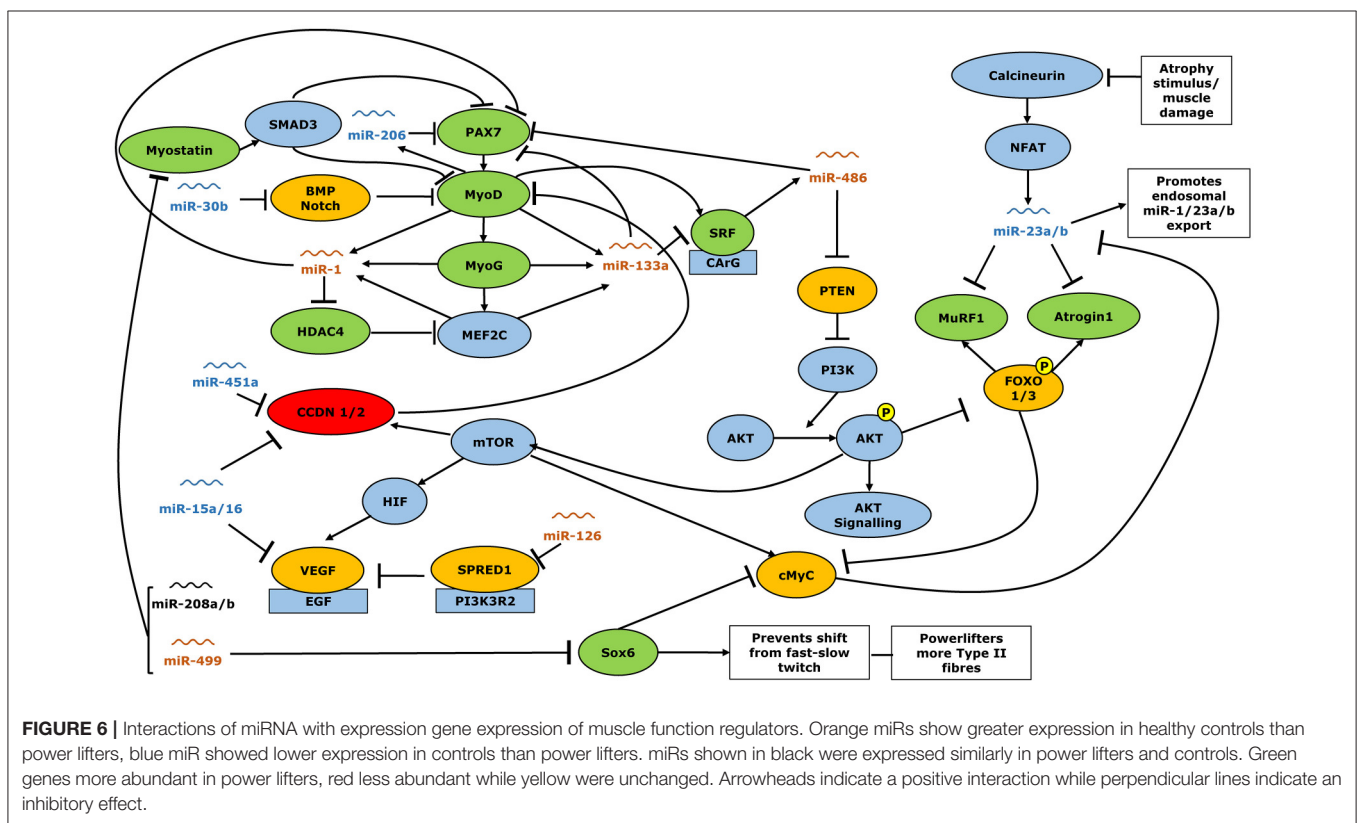 Calcineurin
Atrophy
stimulus/
muscle
damage
SMAD3
miR-206
PAX7
Myostatin
NFAT
miR-486
miR-30b
BMP
Notch
MyoD
Promotes
endosomal
miR-1/23a/b
export
miR-23a/b
SRF
CArG
miR-1
MyoG
miR-133a
PTEN
MuRF1
Atrogin1
HDAC4
MEF2C
P
FOXO
1/3
PI3K
miR-451a
CCDN 1/2
P
mTOR
AKT
AKT
HIF
miR-15a/16
AKT
Signalling
miR-126
VEGF
EGF
SPRED1
PI3K3R2
cMyC
miR-208a/b
miR-499
Sox6
Prevents shift
from fast-slow
twitch
Powerlifters
more Type II
fibres
FIGURE 6 | Interactions of miRNA with expression gene expression of muscle function regulators. Orange miRs show greater expression in healthy controls than
power lifters, blue miR showed lower expression in controls than power lifters. miRs shown in black were expressed similarly in power lifters and controls. Green
genes more abundant in power lifters, red less abundant while yellow were unchanged. Arrowheads indicate a positive interaction while perpendicular lines indicate an
inhibitory effect.